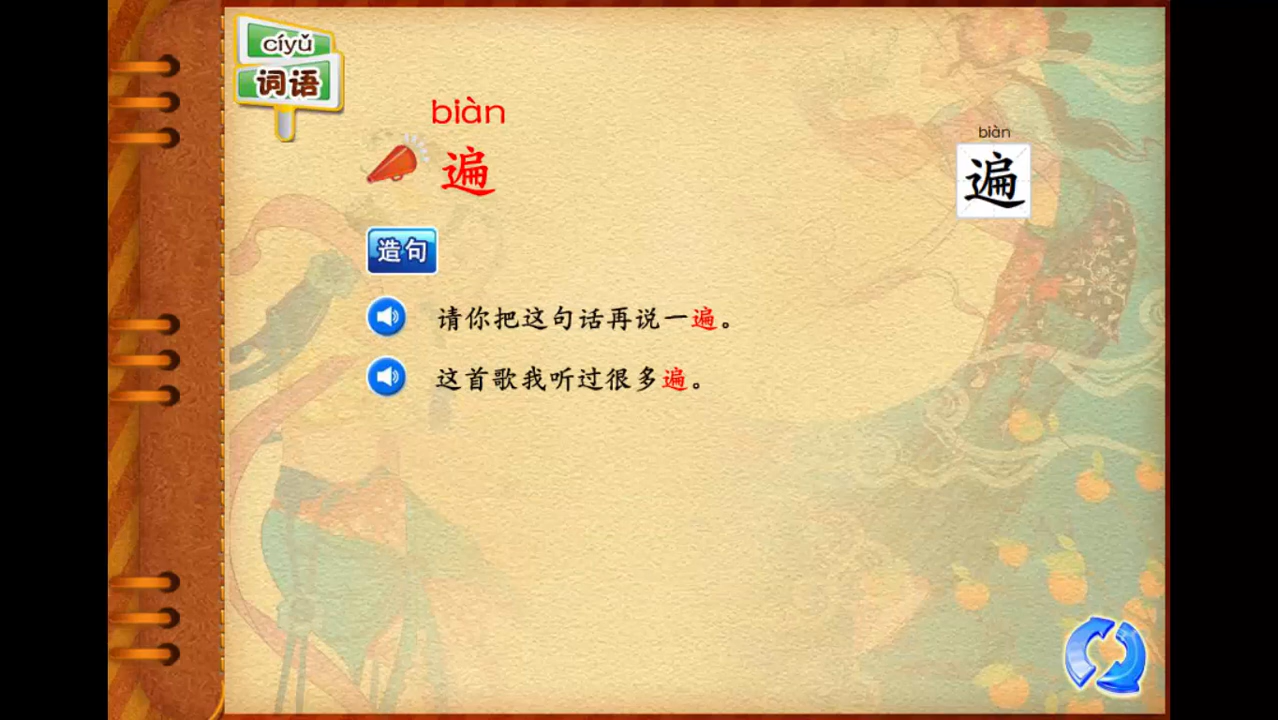 cíyǔ
词语
biàn
遍
biàn
遍
造句
请你把这句话再说一遍。
这首歌我听过很多遍。